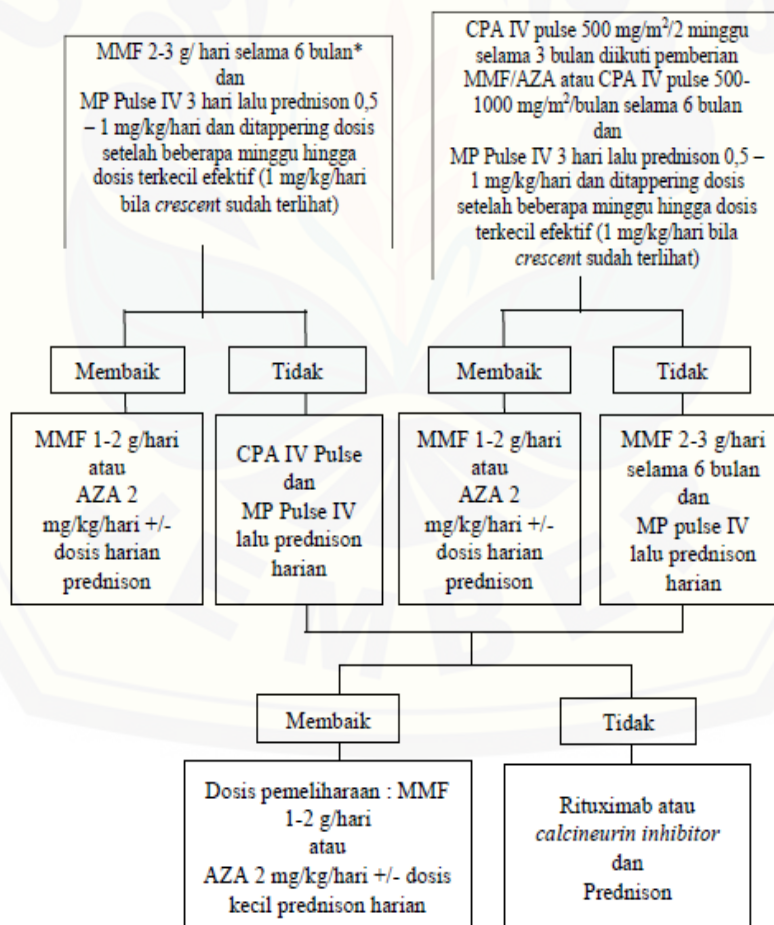 MMF 2-3 g/ hari selama 6 bulan*
dan
MP Pulse IV 3 hari lalu prednison 0,5
– 1 mg/kg/hari dan ditappering dosis
setelah beberapa minggu hingga
dosis terkecil efektif (1 mg/kg/hari
bila crescent sudah terlihat)
CPA IV pulse 500 mg/m²/2 minggu
selama 3 bulan diikuti pemberian
MMF/AZA atau CPA IV pulse 500-
1000 mg/m²/bulan selama 6 bulan
dan
MP Pulse IV 3 hari lalu prednison 0,5 –
1 mg/kg/hari dan ditappering dosis
setelah beberapa minggu hingga dosis
terkecil efektif (1 mg/kg/hari bila
crescent sudah terlihat)
Membaik
Tidak
Membaik
Tidak
MMF 1-2 g/hari
atau
AZA 2
mg/kg/hari +/-
dosis harian
prednison
CPA IV Pulse
dan
MP Pulse IV
lalu prednison
harian
MMF 1-2 g/hari
atau
AZA 2
mg/kg/hari +/-
dosis harian
prednison
MMF 2-3 g/hari
selama 6 bulan
dan
MP pulse IV
lalu prednison
harian
Membaik
Tidak
Dosis pemeliharaan : MMF
1-2 g/hari
atau
AZA 2 mg/kg/hari +/- dosis
kecil prednison harian
Rituximab atau
calcineurin inhibitor
dan
Prednison
JEMBER